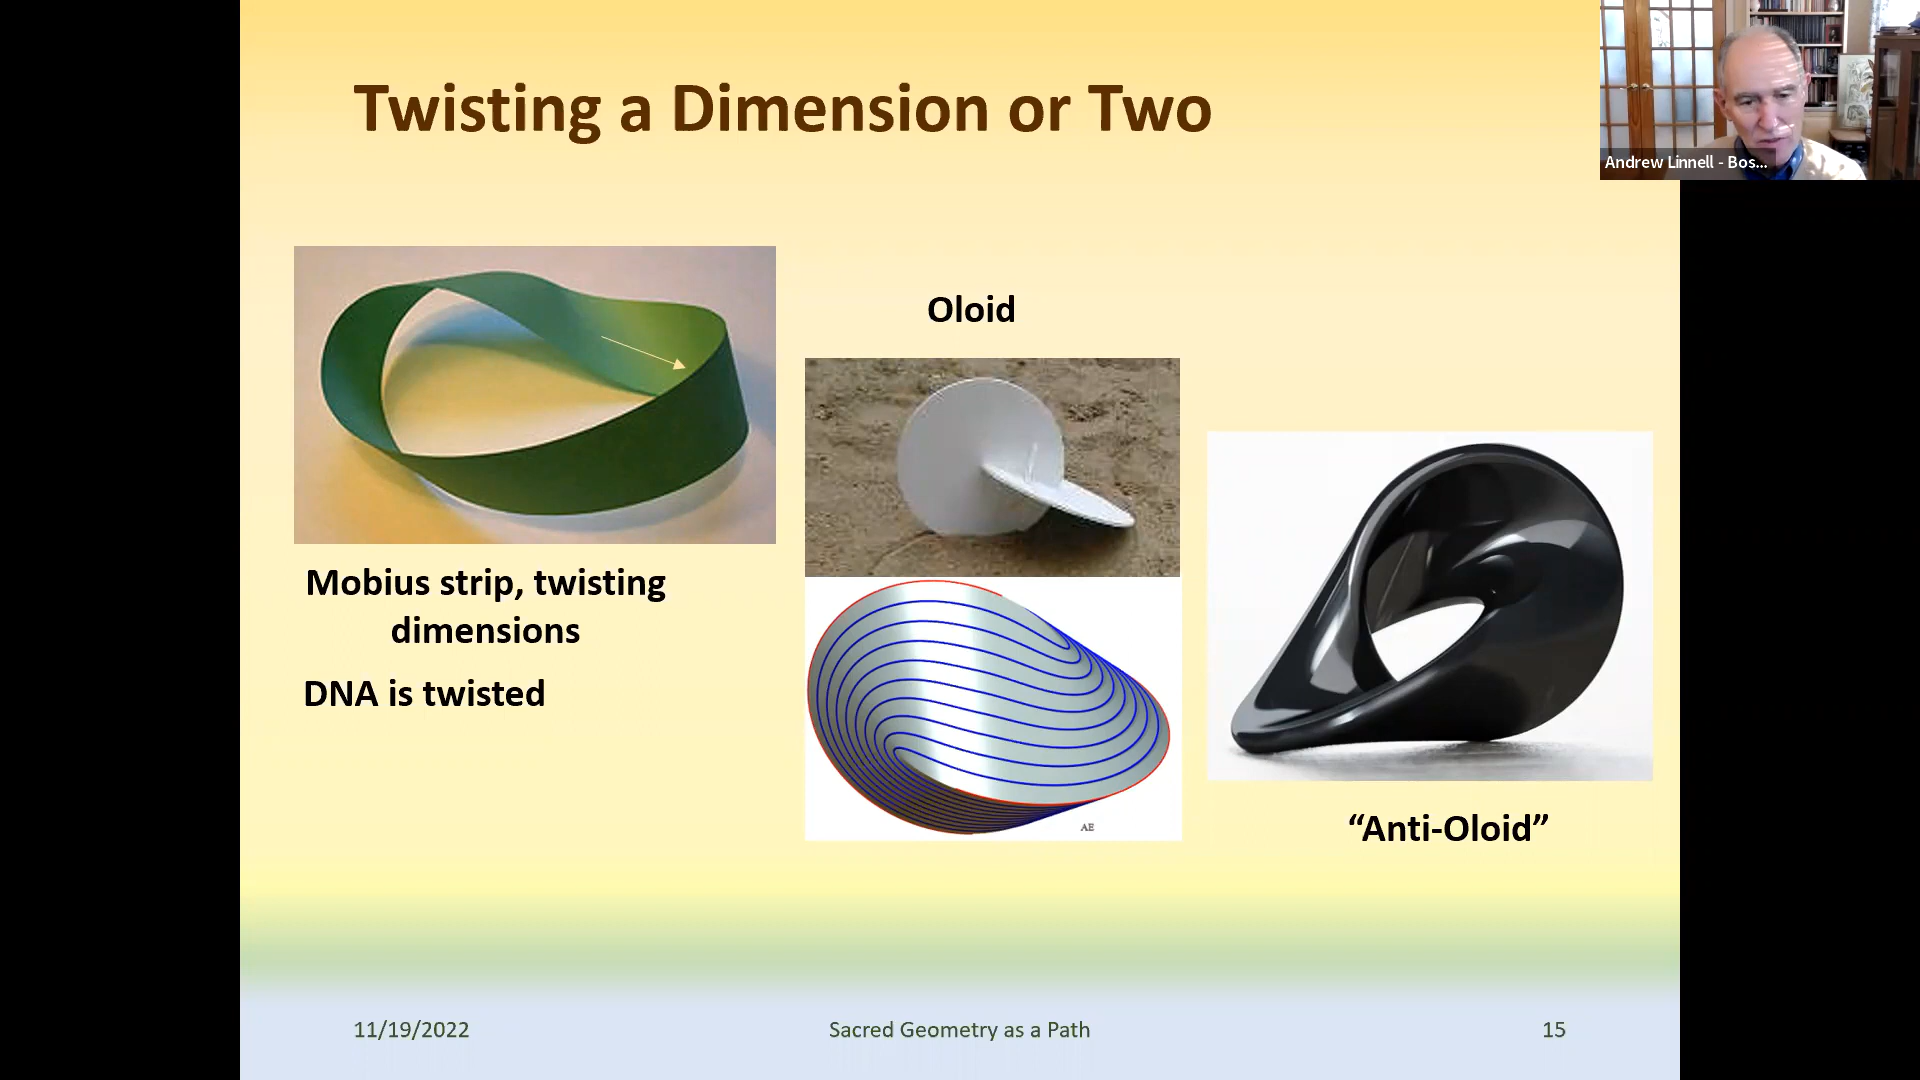 Twisting a Dimension or Two
Andrew Linnell - Bos...
Oloid
Mobius strip, twisting
dimensions
DNA is twisted
AE
“Anti-Oloid”
11/19/2022
Sacred Geometry as a Path
15